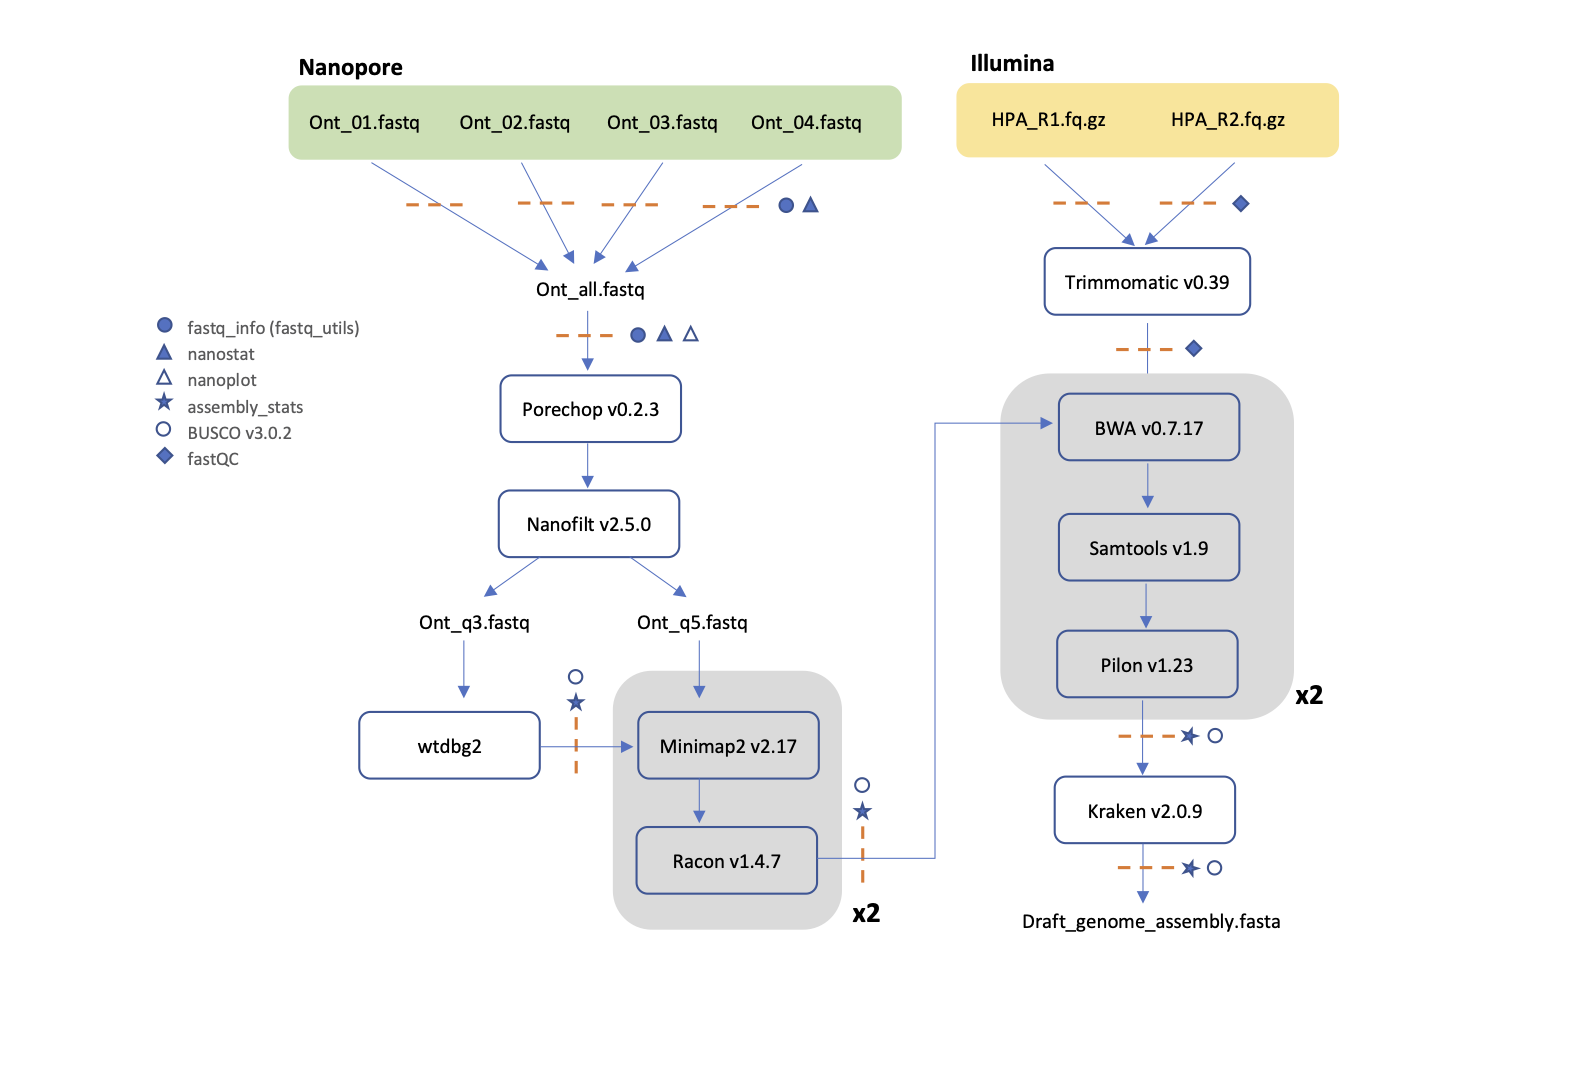 Nanopore
Ont_01.fastq
Ont_02.fastq
Ont_03.fastq
Ont_04.fastq
Ont_all.fastq
fastq_info (fastq_utils)
nanostat
nanoplot
assembly_stats
BUSCO v3.0.2
fastQC
Porechop v0.2.3
Nanofilt v2.5.0
Ont_q3.fastq
Ont_q5.fastq
wtdbg2
Minimap2 v2.17
Racon v1.4.7
x2
Illumina
HPA_R1.fq.gz
HPA_R2.fq.gz
Trimmomatic v0.39
BWA v0.7.17
Samtools v1.9
Pilon v1.23
x2
Kraken v2.0.9
Draft_genome_assembly.fasta